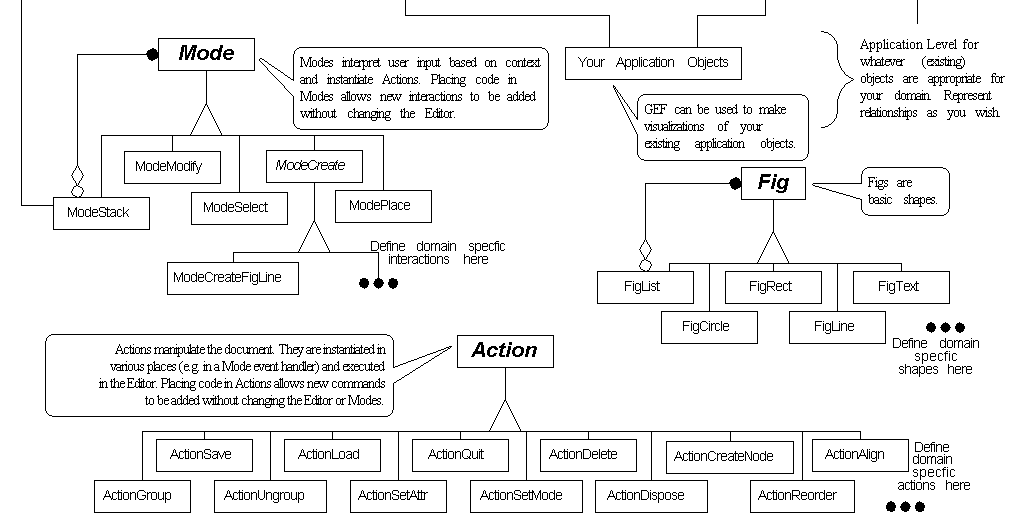 Mode
Modes interpret user input based on context
and instantiate Actions. Placing code in
Modes allows new interactions to be added
without changing the Editor.
Your Application Objects
Application Level for
whatever (existing)
objects are appropriate for
your domain. Represent
relationships as you wish.
GEF can be used to make
visualizations of your
existing application objects.
ModeModify
ModeCreate
ModeStack
ModeSelect
ModePlace
Define domain specfic
interactions here
ModeCreateFigLine
Fig
Figs are
basic shapes.
FigList
FigRect
FigText
FigCircle
FigLine
Define domain
specfic
shapes here
Actions manipulate the document. They are instantiated in
various places (e.g. in a Mode event handler) and executed
in the Editor. Placing code in Actions allows new commands
to be added without changing the Editor or Modes.
Action
ActionSave
ActionLoad
ActionQuit
ActionDelete
ActionCreateNode
ActionAlign
Define
domain
specfic
actions here
ActionGroup
ActionUngroup
ActionSetAttr
ActionSetMode
ActionDispose
ActionReorder